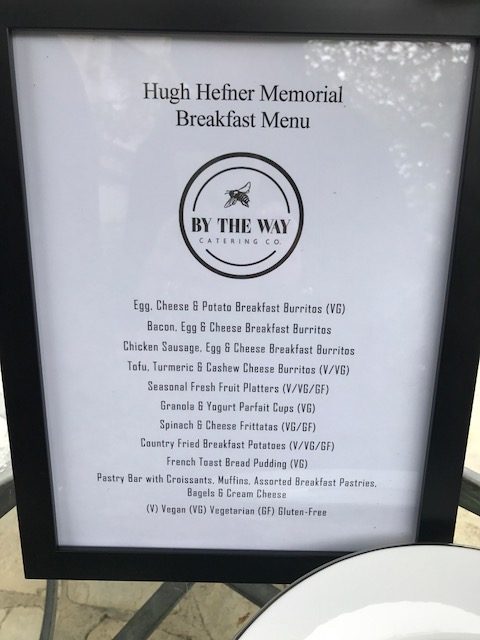 Hugh Hefner Memorial
Breakfast Menu
BY THE WAY
CATERING CO.
Egg, Cheese & Potato Breakfast Burritos (VG)
Bacon, Egg & Cheese Breakfast Burritos
Chicken Sausage, Egg & Cheese Breakfast Burritos
Tofu, Turmeric & Cashew Cheese Burritos (V/VG)
Seasonal Fresh Fruit Platters (V/VG/GF)
Granola & Yogurt Parfait Cups (VG)
Spinach & Cheese Frittatas (VG/GF)
Country Fried Breakfast Potatoes (V/VG/GF)
French Toast Bread Pudding (VG)
Pastry Bar with Croissants, Muffins, Assorted Breakfast Pastries,
Bagels & Cream Cheese
(V) Vegan (VG) Vegetarian (GF) Gluten-Free